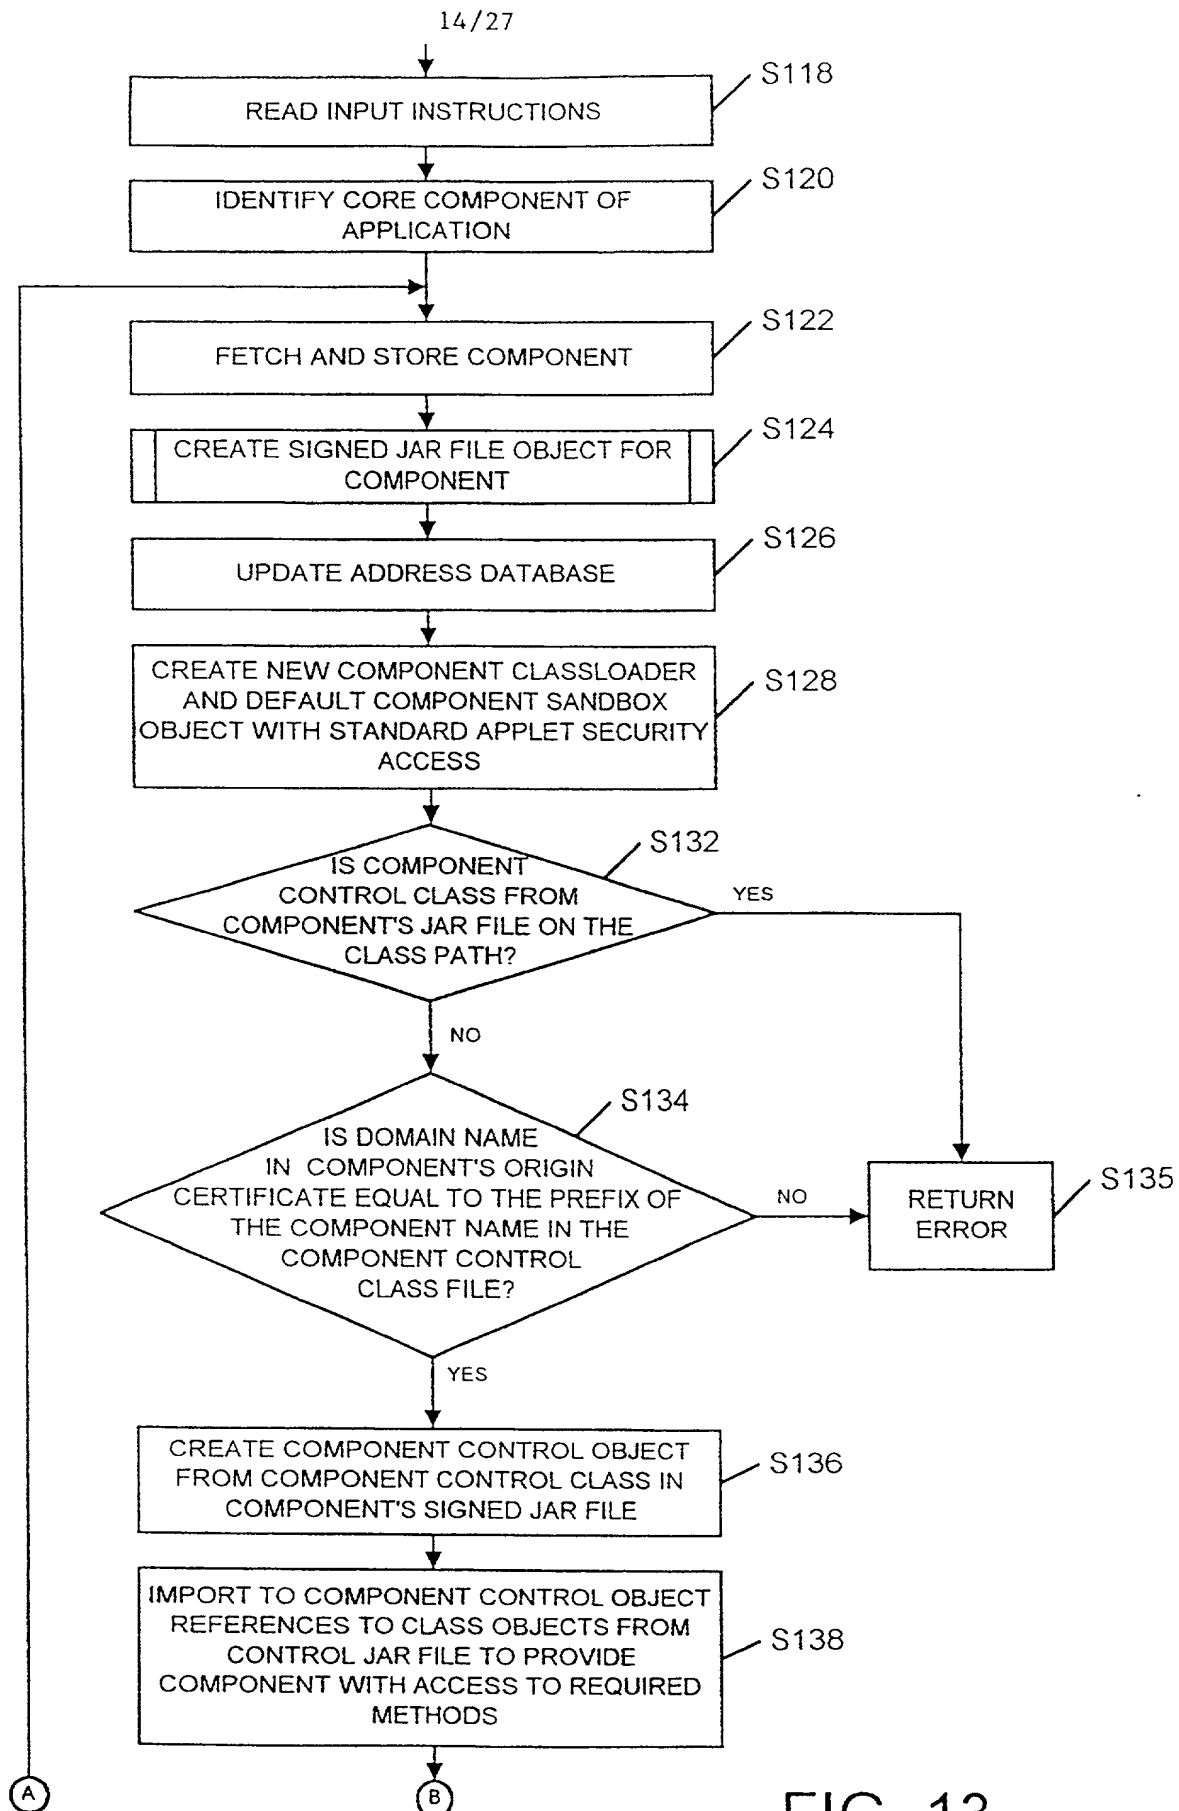 14/27
S118
READ INPUT INSTRUCTIONS
S120
IDENTIFY CORE COMPONENT OF
APPLICATION
S122
FETCH AND STORE COMPONENT
S124
CREATE SIGNED JAR FILE OBJECT FOR
COMPONENT
S126
UPDATE ADDRESS DATABASE
S128
CREATE NEW COMPONENT CLASSLOADER
AND DEFAULT COMPONENT SANDBOX
OBJECT WITH STANDARD APPLET SECURITY
ACCESS
S132
IS COMPONENT
CONTROL CLASS FROM
COMPONENT'S JAR FILE ON THE
CLASS PATH?
YES
NO
S134
IS DOMAIN NAME
IN COMPONENT'S ORIGIN
CERTIFICATE EQUAL TO THE PREFIX OF
THE COMPONENT NAME IN THE
COMPONENT CONTROL
CLASS FILE?
NO
S135
RETURN
ERROR
YES
S136
CREATE COMPONENT CONTROL OBJECT
FROM COMPONENT CONTROL CLASS IN
COMPONENT'S SIGNED JAR FILE
S138
IMPORT TO COMPONENT CONTROL OBJECT
REFERENCES TO CLASS OBJECTS FROM
CONTROL JAR FILE TO PROVIDE
COMPONENT WITH ACCESS TO REQUIRED
METHODS
A
B
FIG. 13